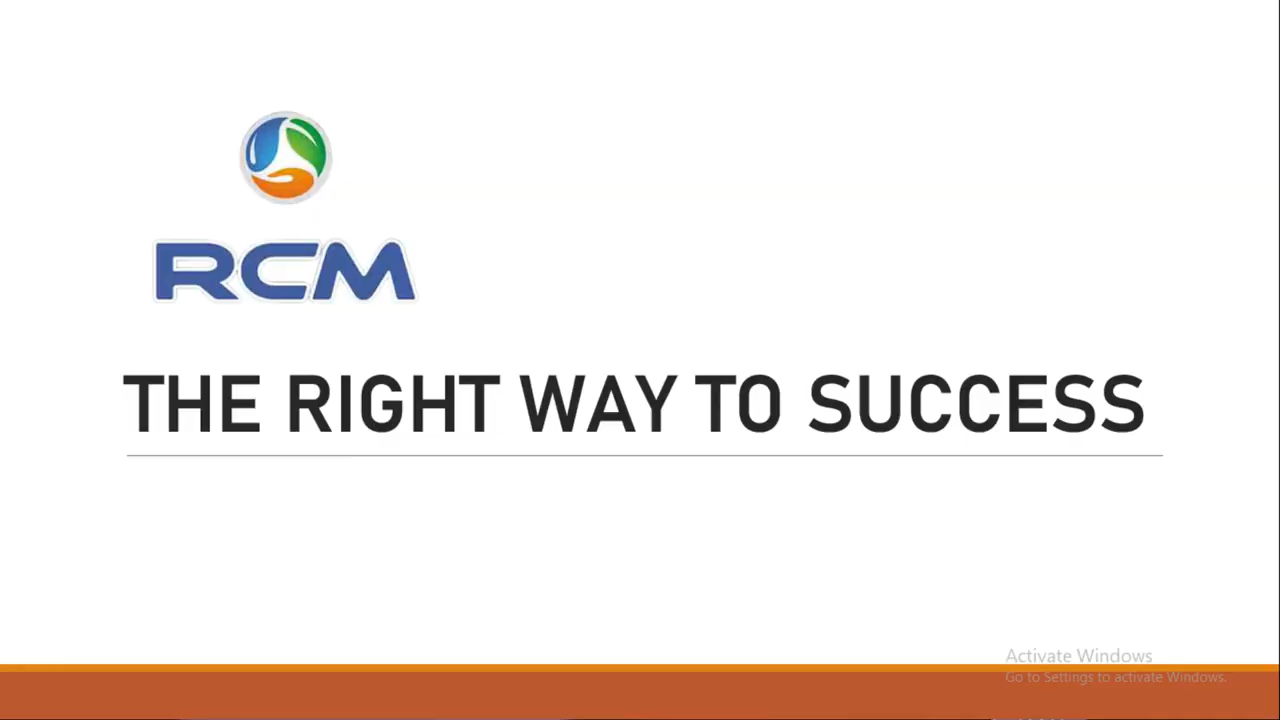 RCM
THE RIGHT WAY TO SUCCESS
Activate Windows
Go to Settings to activate Windows.